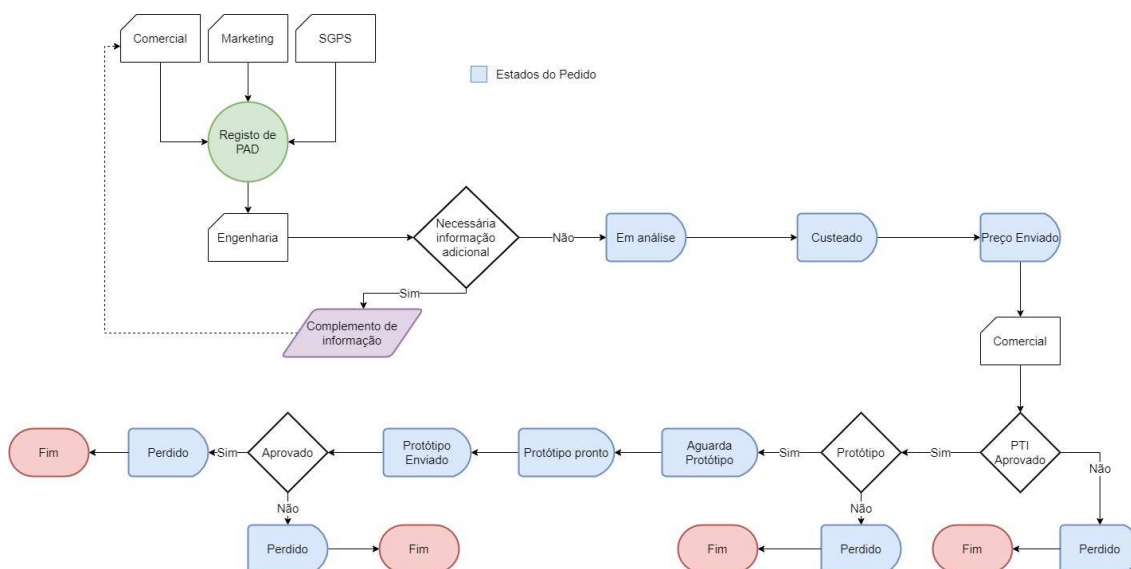 Comercial
Marketing
SGPS
Estados do Pedido
Registo de
PAD
Engenharia
Necessária
informação
adicional
Não
Em análise
Custeado
Preço Enviado
Sim
Complemento de
informação
Comercial
Fim
Perdido
Sim
Aprovado
Protótipo
Enviado
Protótipo pronto
Aguarda
Protótipo
Sim
Protótipo
Sim
PTI
Aprovado
Não
Não
Não
Perdido
Fim
Fim
Perdido
Fim
Perdido